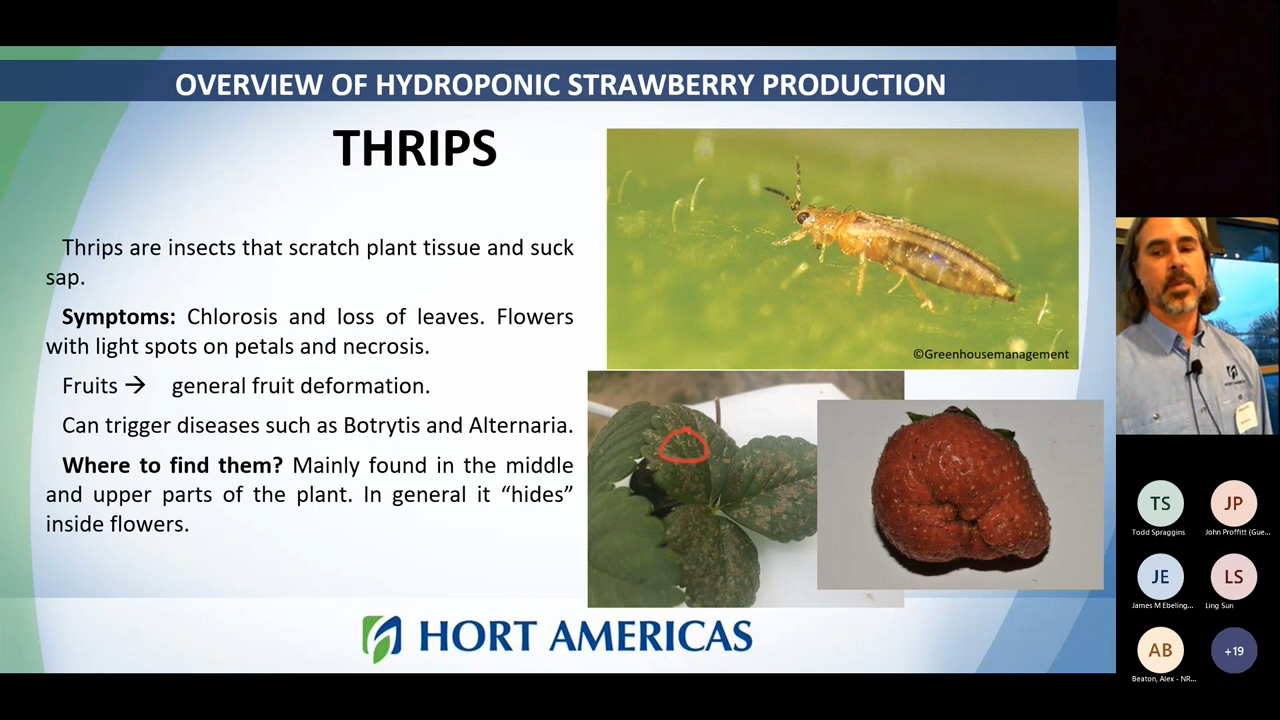 OVERVIEW OF HYDROPONIC STRAWBERRY PRODUCTION
THRIPS
Thrips are insects that scratch plant tissue and suck
sap.
Symptoms: Chlorosis and loss of leaves. Flowers
with light spots on petals and necrosis.
Fruits → general fruit deformation.
Can trigger diseases such as Botrytis and Alternaria.
Where to find them? Mainly found in the middle
and upper parts of the plant. In general it “hides”
inside flowers.
©Greenhousemanagement
HORT AMERICAS
HORT AMERICAS
TS
Todd Spraggins
JP
John Proffitt (Gue...
JE
James M Ebeling...
LS
Ling Sun
AB
Beaton, Alex - NR...
+19